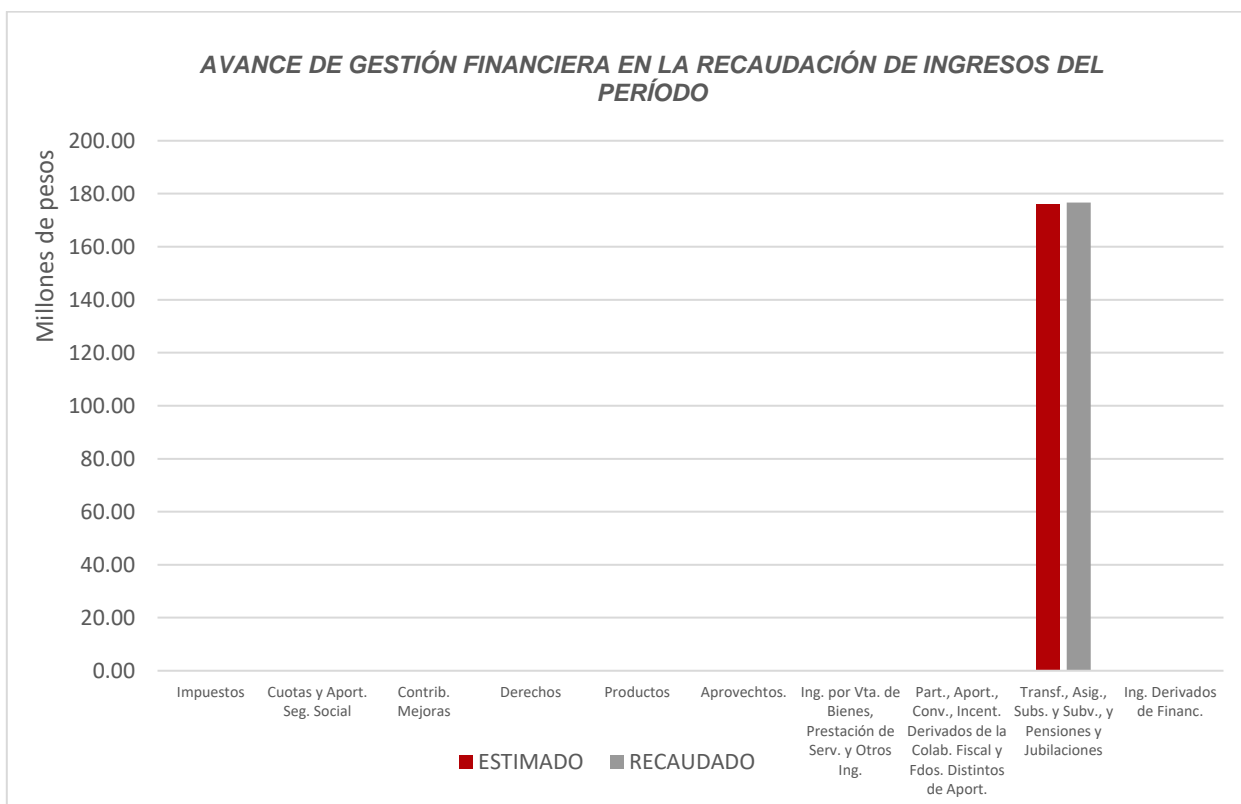 AVANCE DE GESTIÓN FINANCIERA EN LA RECAUDACIÓN DE INGRESOS DEL
PERÍODO
Millones de pesos
200.00
180.00
160.00
140.00
120.00
100.00
80.00
60.00
40.00
20.00
0.00
Impuestos
Cuotas y Aport.
Seg. Social
Contrib.
Mejoras
Derechos
Productos
Aprovechtos.
Ing. por Vta. de
Bienes,
Prestación de
Serv. y Otros
Ing.
Part., Aport.,
Conv., Incent.
Derivados de la
Colab. Fiscal y
Fdos. Distintos
de Aport.
Transf., Asig.,
Subs. y Subv., y
Pensiones y
Jubilaciones
Ing. Derivados
de Financ.
ESTIMADO
RECAUDADO